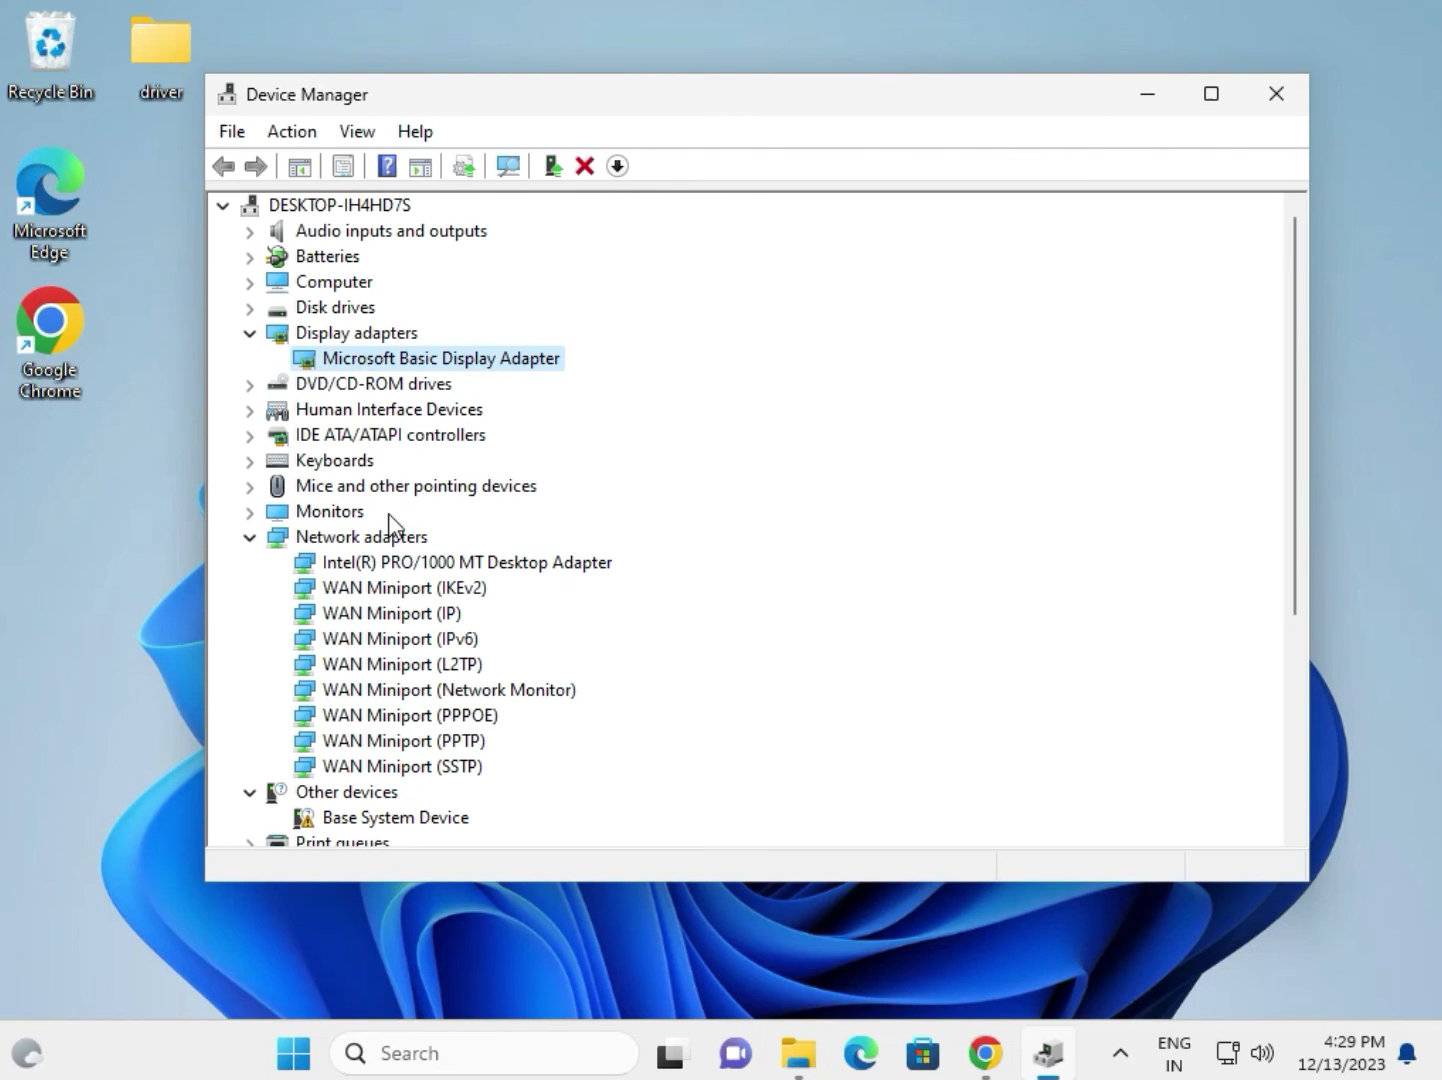 Recycle Bin
driver
Microsoft
Edge
Google
Chrome
Device Manager
File Action View Help
DESKTOP-IH4HD7S
Audio inputs and outputs
Batteries
Computer
Disk drives
Display adapters
Microsoft Basic Display Adapter
DVD/CD-ROM drives
Human Interface Devices
IDE ATA/ATAPI controllers
Keyboards
Mice and other pointing devices
Monitors
Network adapters
Intel(R) PRO/1000 MT Desktop Adapter
WAN Miniport (IKEv2)
WAN Miniport (IP)
WAN Miniport (IPv6)
WAN Miniport (L2TP)
WAN Miniport (Network Monitor)
WAN Miniport (PPPOE)
WAN Miniport (PPTP)
WAN Miniport (SSTP)
Other devices
Base System Device
Print queues
Search
ENG
IN
4:29 PM
12/13/2023